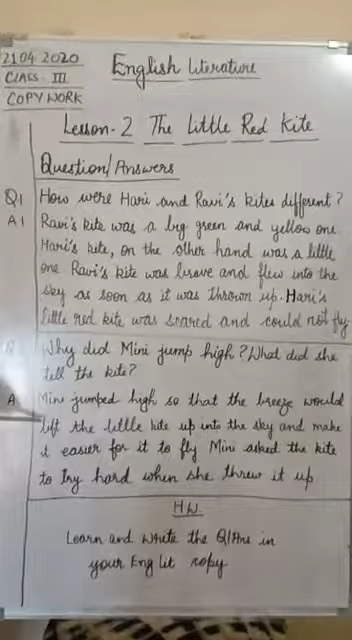 21 04 2020
CLASS - III
COPY WORK
English Literature
Lesson-2 The Little Red Kite
Question/Answers
Q1 How were Hari and Ravi's kites different?
A1 Ravi's kite was a big green and yellow one.
Hari's kite, on the other hand was a little
one. Ravi's kite was brave and flew into the
sky as soon as it was thrown up. Hari's
little red kite was scared and could not fly
Q Why did Mini jump high? What did she
tell the kite?
A Mini jumped high so that the breeze would
lift the little kite up into the sky and make
it easier for it to fly Mini asked the kite
to try hard when she threw it up
HW
Learn and write the Q/Ans in
your Eng Lit copy